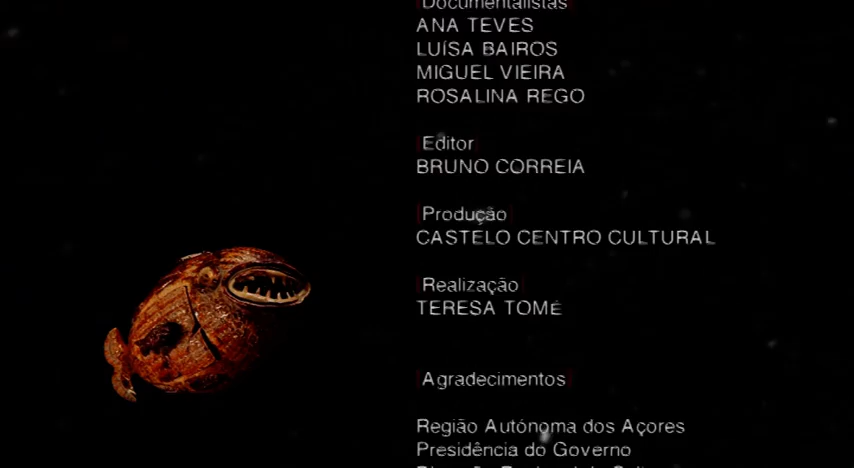 Documentalistas
ANA TEVES
LUÍSA BAIROS
MIGUEL VIEIRA
ROSALINA REGO
Editor
BRUNO CORREIA
Produção
CASTELO CENTRO CULTURAL
Realização
TERESA TOMÉ
Agradecimentos
Região Autónoma dos Açores
Presidência do Governo